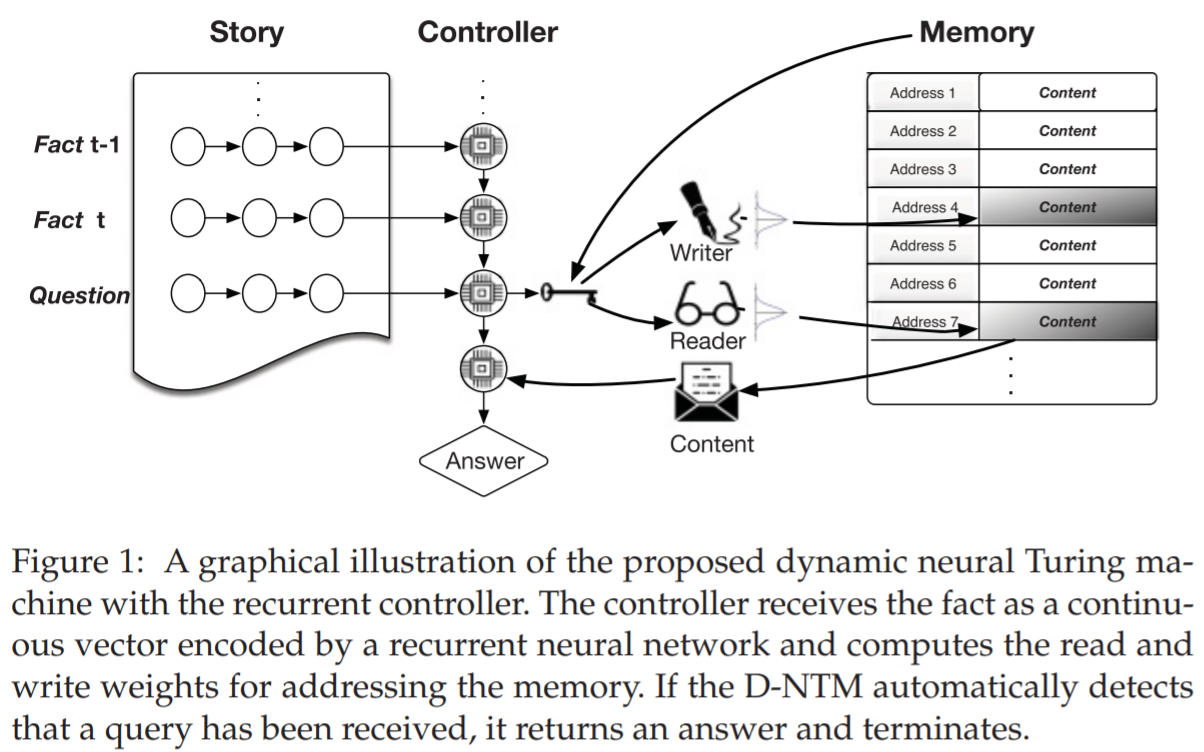 Story
Controller
Memory
Fact t-1
Fact t
Question
Writer
Reader
Content
Answer
Address 1 Content
Address 2 Content
Address 3 Content
Address 4 Content
Address 5 Content
Address 6 Content
Address 7 Content
Figure 1: A graphical illustration of the proposed dynamic neural Turing ma-
chine with the recurrent controller. The controller receives the fact as a continu-
ous vector encoded by a recurrent neural network and computes the read and
write weights for addressing the memory. If the D-NTM automatically detects
that a query has been received, it returns an answer and terminates.